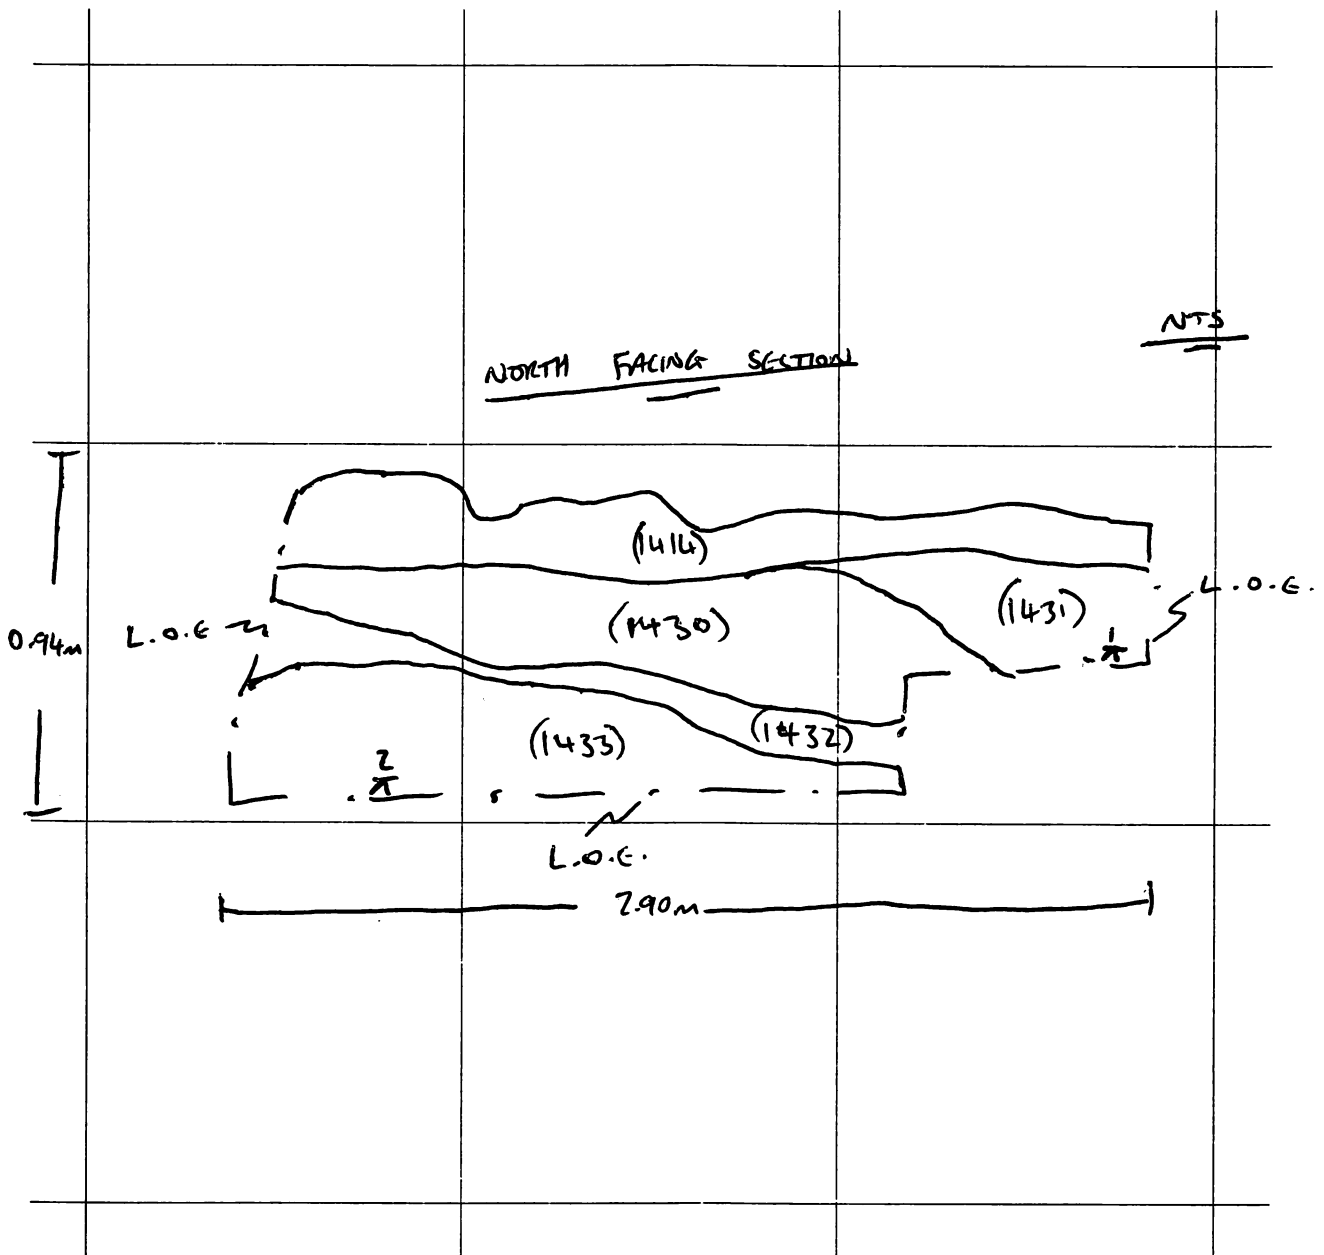 NTS
NORTH FACING SECTION
(1414)
L.O.E.
(1431)
(1430)
L.O.E
0.94m
1
(1432)
(1433)
2
L.O.E.
2.90m